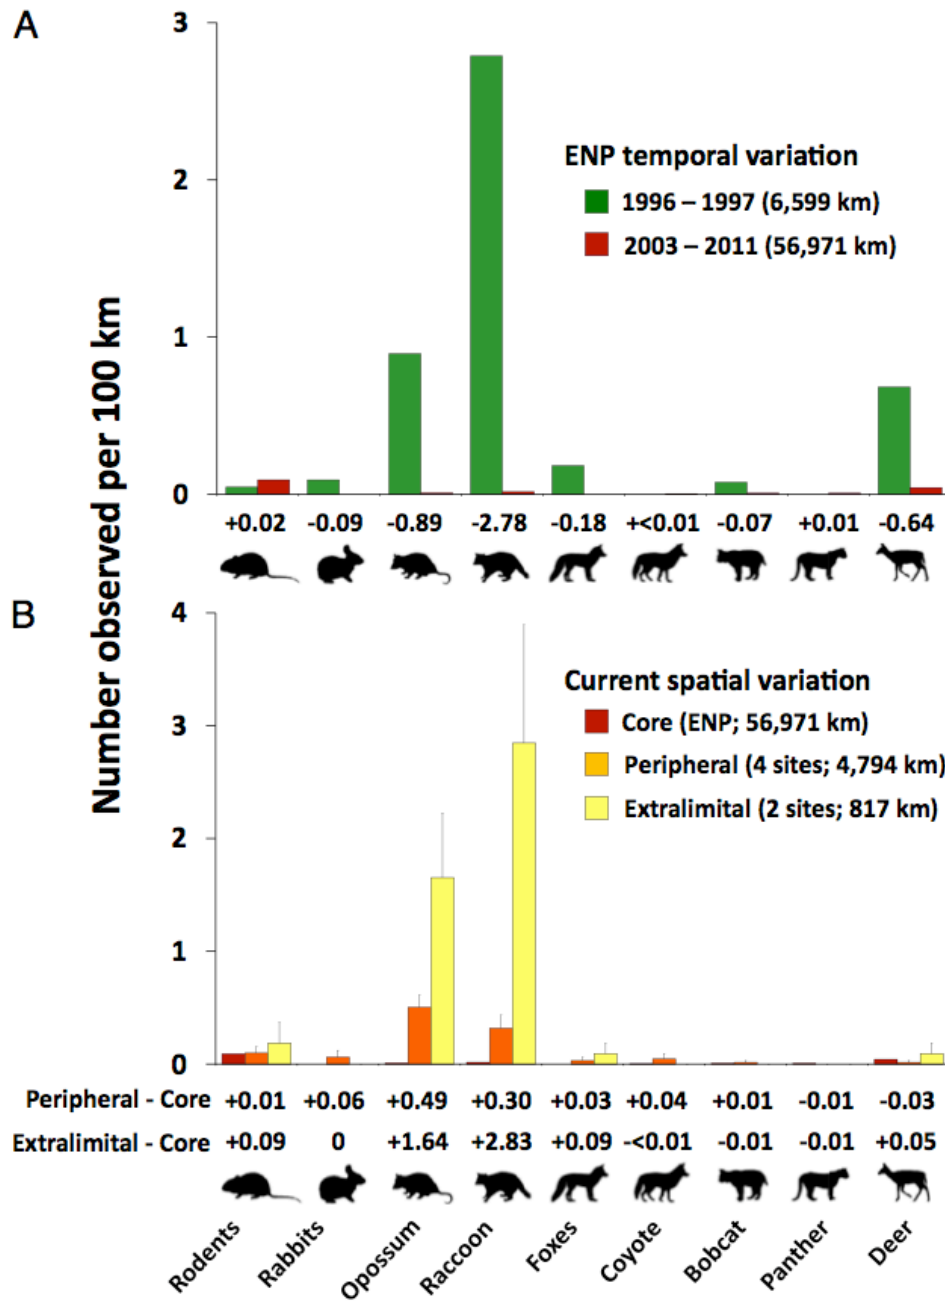 A
3
2
1
0
Number observed per 100 km
ENP temporal variation
1996 – 1997 (6,599 km)
2003 – 2011 (56,971 km)
+0.02 -0.09 -0.89 -2.78 -0.18 +<0.01 -0.07 +0.01 -0.64
B
4
3
2
1
0
Current spatial variation
Core (ENP; 56,971 km)
Peripheral (4 sites; 4,794 km)
Extralimital (2 sites; 817 km)
Peripheral - Core +0.01 +0.06 +0.49 +0.30 +0.03 +0.04 +0.01 -0.01 -0.03
Extralimital - Core +0.09 0 +1.64 +2.83 +0.09 -<0.01 -0.01 -0.01 +0.05
Rodents Rabbits Opossum Raccoon Foxes Coyote Bobcat Panther Deer